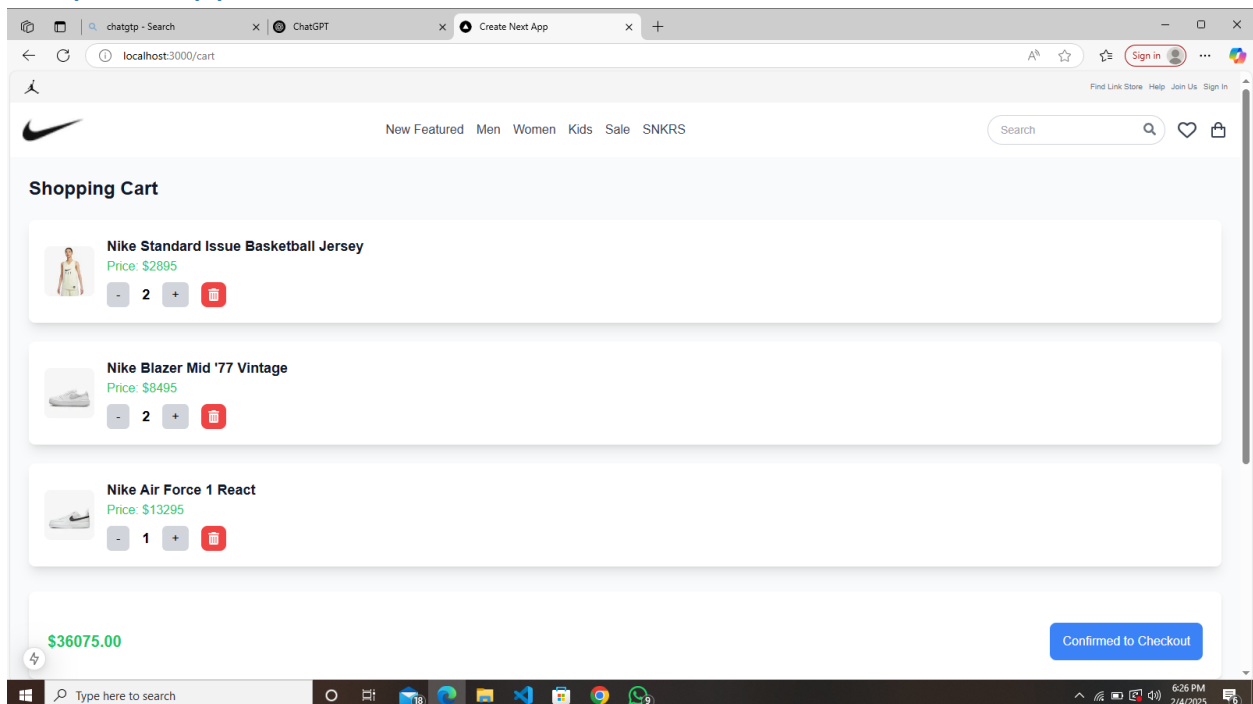 chatgtp - Search
ChatGPT
Create Next App
localhost:3000/cart
Sign in
Find Link Store Help Join Us Sign In
New Featured Men Women Kids Sale SNKRS
Search
Shopping Cart
Nike Standard Issue Basketball Jersey
Price: $2895
- 2 +
Nike Blazer Mid '77 Vintage
Price: $8495
- 2 +
Nike Air Force 1 React
Price: $13295
- 1 +
$36075.00
Confirmed to Checkout
Type here to search
18
9
6:26 PM
2/4/2025
6